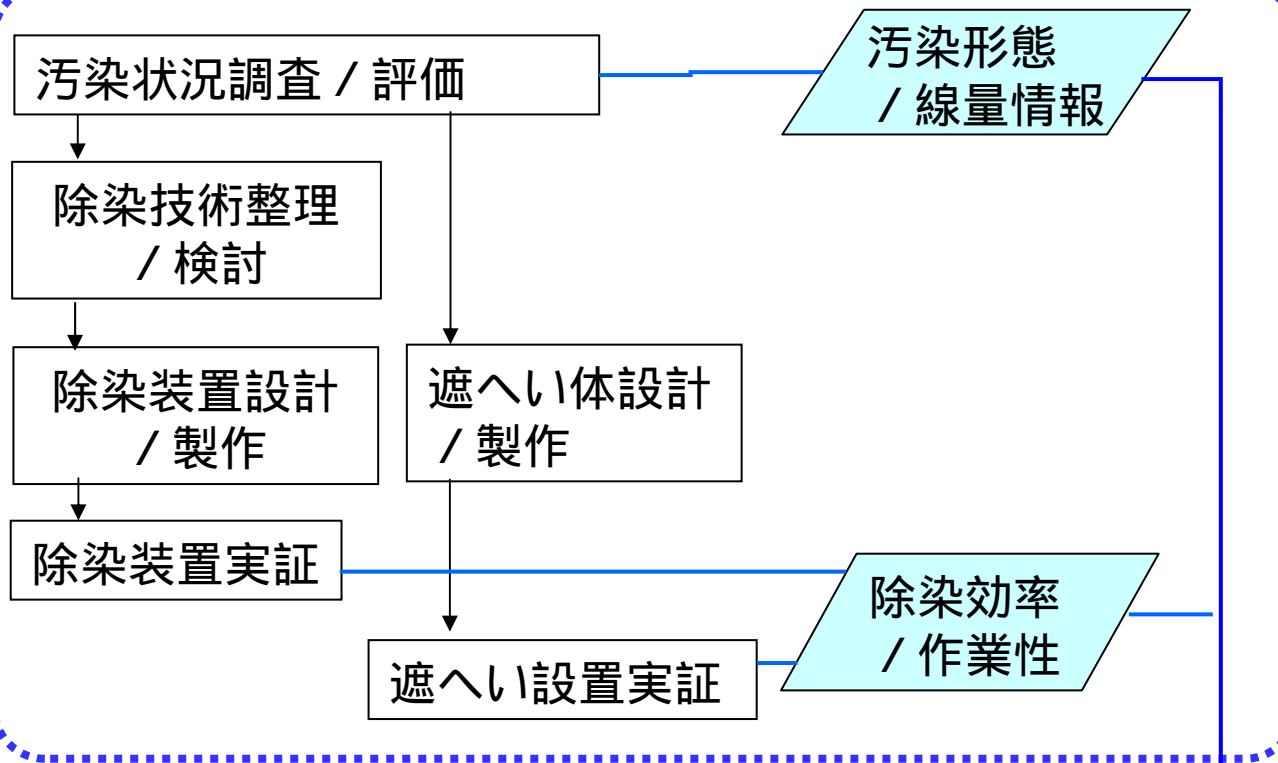 汚染状況調査/評価
汚染形態
/線量情報
除染技術整理
/検討
除染装置設計
/製作
遮へい体設計
/製作
除染装置実証
除染効率
/作業性
遮へい設置実証